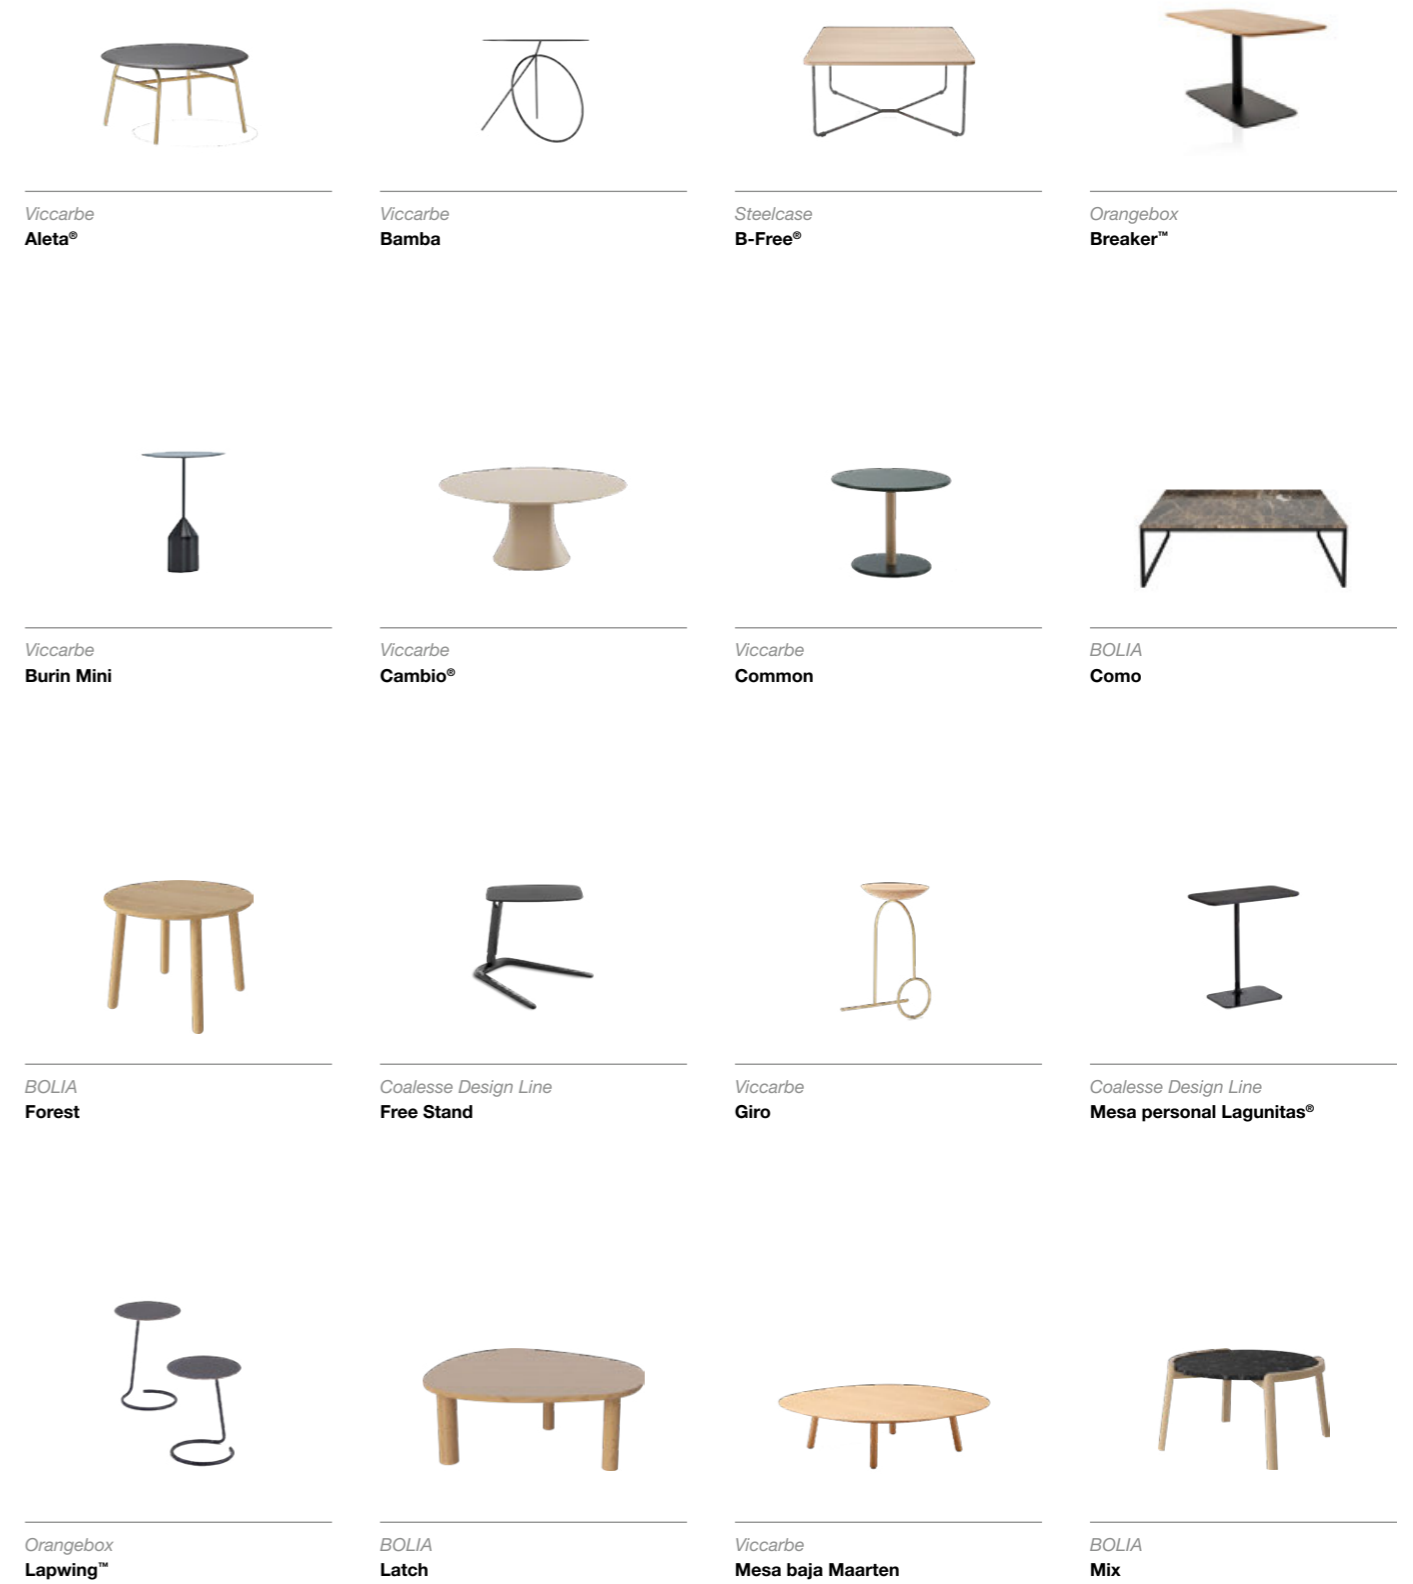 Viccarbe
Aleta®
Viccarbe
Bamba
Steelcase
B-Free®
Orangebox
Breaker™
Viccarbe
Burin Mini
Viccarbe
Cambio®
Viccarbe
Common
BOLIA
Como
BOLIA
Forest
Coalesse Design Line
Free Stand
Viccarbe
Giro
Coalesse Design Line
Mesa personal Lagunitas®
Orangebox
Lapwing™
BOLIA
Latch
Viccarbe
Mesa baja Maarten
BOLIA
Mix